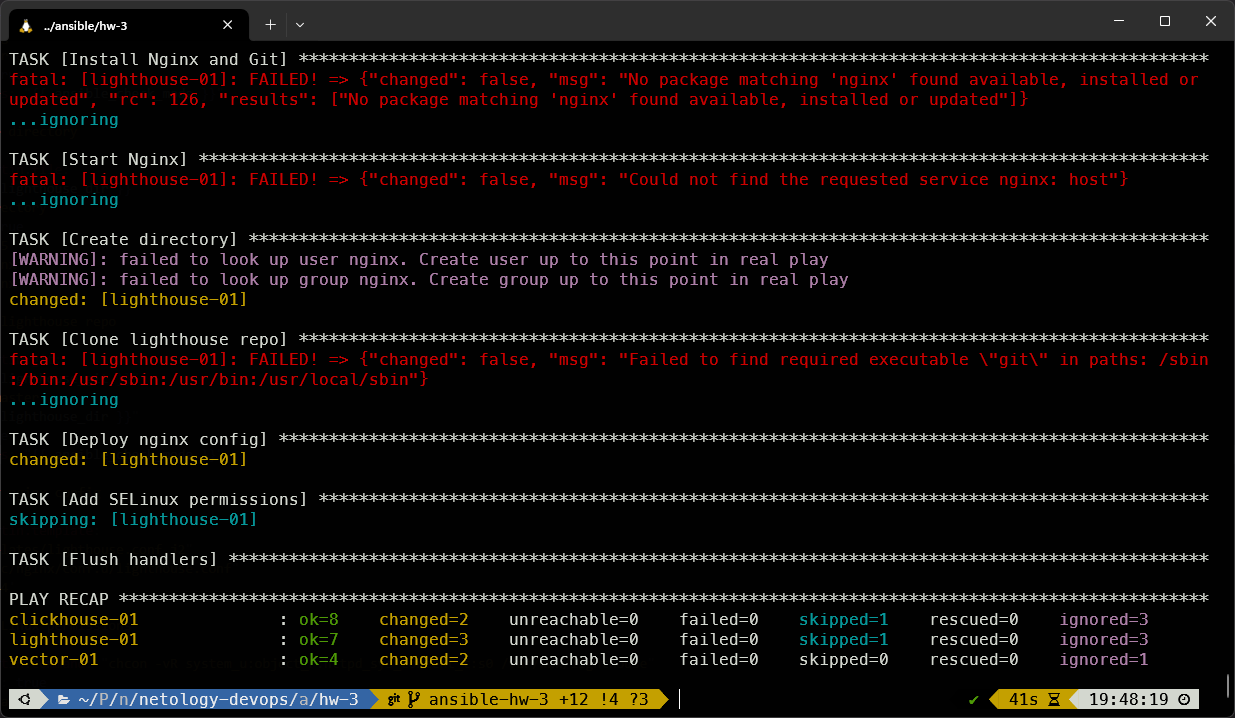 ../ansible/hw-3
TASK [Install Nginx and Git] *******************************************************************************************
fatal: [lighthouse-01]: FAILED! => {"changed": false, "msg": "No package matching 'nginx' found available, installed or
updated", "rc": 126, "results": ["No package matching 'nginx' found available, installed or updated"]}
...ignoring
TASK [Start Nginx] *****************************************************************************************************
fatal: [lighthouse-01]: FAILED! => {"changed": false, "msg": "Could not find the requested service nginx: host"}
...ignoring
TASK [Create directory] ************************************************************************************************
[WARNING]: failed to look up user nginx. Create user up to this point in real play
[WARNING]: failed to look up group nginx. Create group up to this point in real play
changed: [lighthouse-01]
TASK [Clone lighthouse repo] *******************************************************************************************
fatal: [lighthouse-01]: FAILED! => {"changed": false, "msg": "Failed to find required executable \"git\" in paths: /sbin
:/bin:/usr/sbin:/usr/bin:/usr/local/sbin"}
...ignoring
TASK [Deploy nginx config] *********************************************************************************************
changed: [lighthouse-01]
TASK [Add SELinux permissions] *****************************************************************************************
skipping: [lighthouse-01]
TASK [Flush handlers] **************************************************************************************************
PLAY RECAP *************************************************************************************************************
clickhouse-01 : ok=8 changed=2 unreachable=0 failed=0 skipped=1 rescued=0 ignored=3
lighthouse-01 : ok=7 changed=3 unreachable=0 failed=0 skipped=1 rescued=0 ignored=3
vector-01 : ok=4 changed=2 unreachable=0 failed=0 skipped=0 rescued=0 ignored=1
~/P/n/netology-devops/a/hw-3 git ansible-hw-3 +12 !4 ?3 ✔ 41s 19:48:19